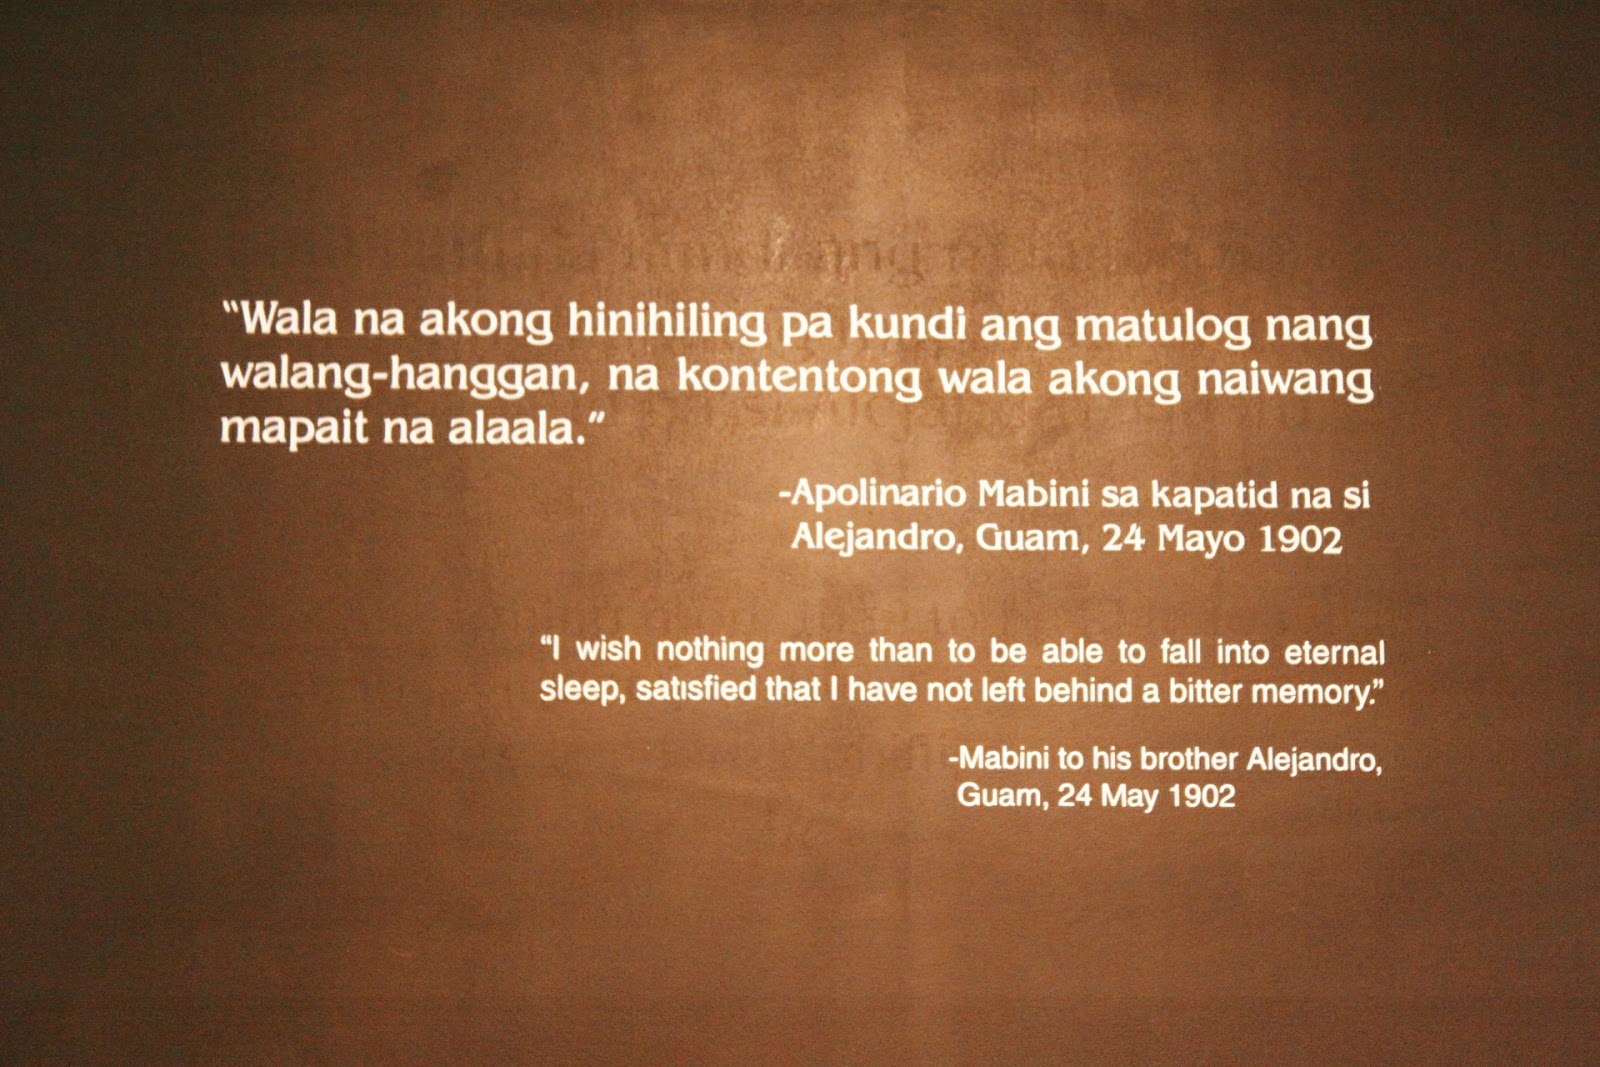 “Wala na akong hinihiling pa kundi ang matulog nang
walang-hanggan, na kontentong wala akong naiwang
mapait na alaala.”
-Apolinario Mabini sa kapatid na si
Alejandro, Guam, 24 Mayo 1902
“I wish nothing more than to be able to fall into eternal
sleep, satisfied that I have not left behind a bitter memory.”
-Mabini to his brother Alejandro,
Guam, 24 May 1902